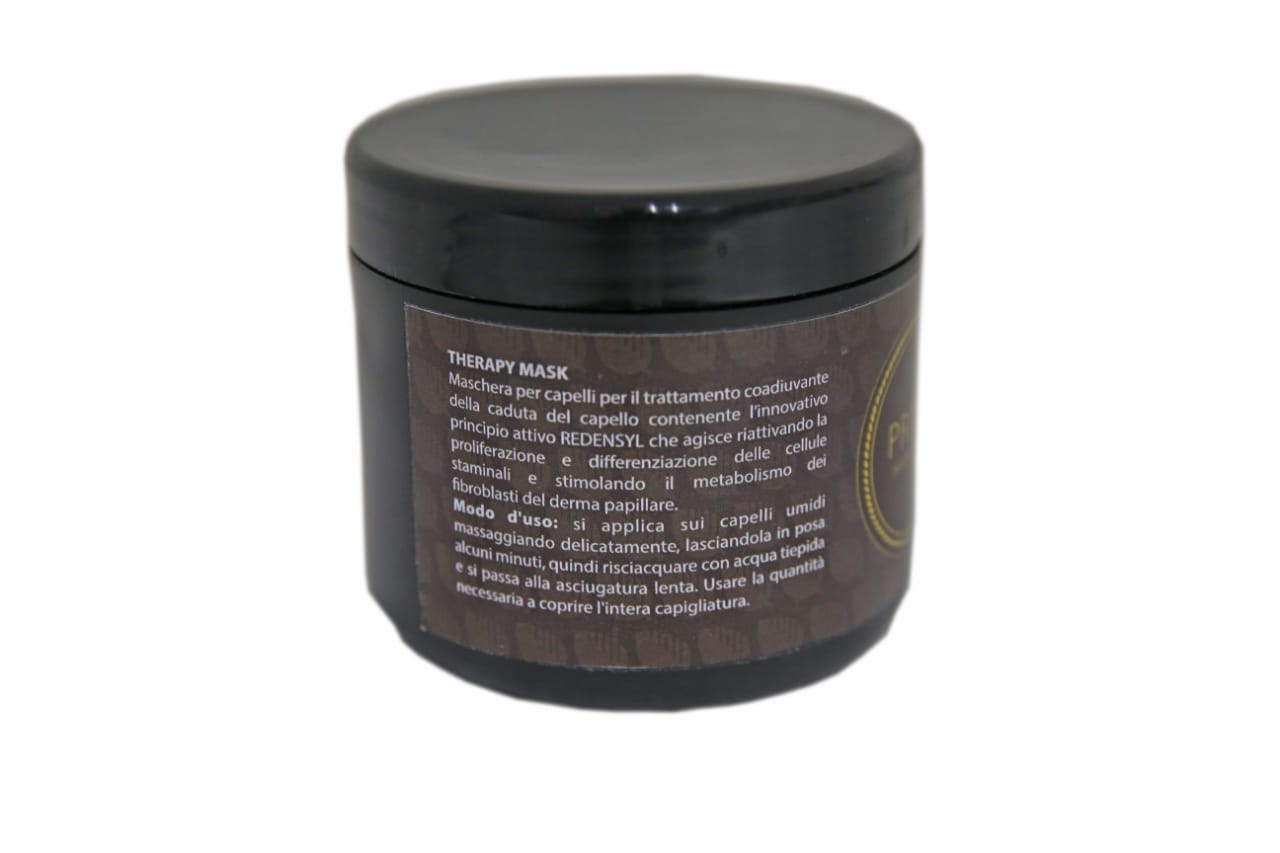 THERAPY MASK
Maschera per capelli per il trattamento coadiuvante
della caduta del capello contenente l'innovativo
principio attivo REDENSYL che agisce riattivando la
proliferazione e differenziazione delle cellule
staminali e stimolando il metabolismo dei
fibroblasti del derma papillare.
Modo d'uso: si applica sui capelli umidi
massaggiando delicatamente, lasciandola in posa
alcuni minuti, quindi risciacquare con acqua tiepida
e si passa alla asciugatura lenta. Usare la quantità
necessaria a coprire l'intera capigliatura.